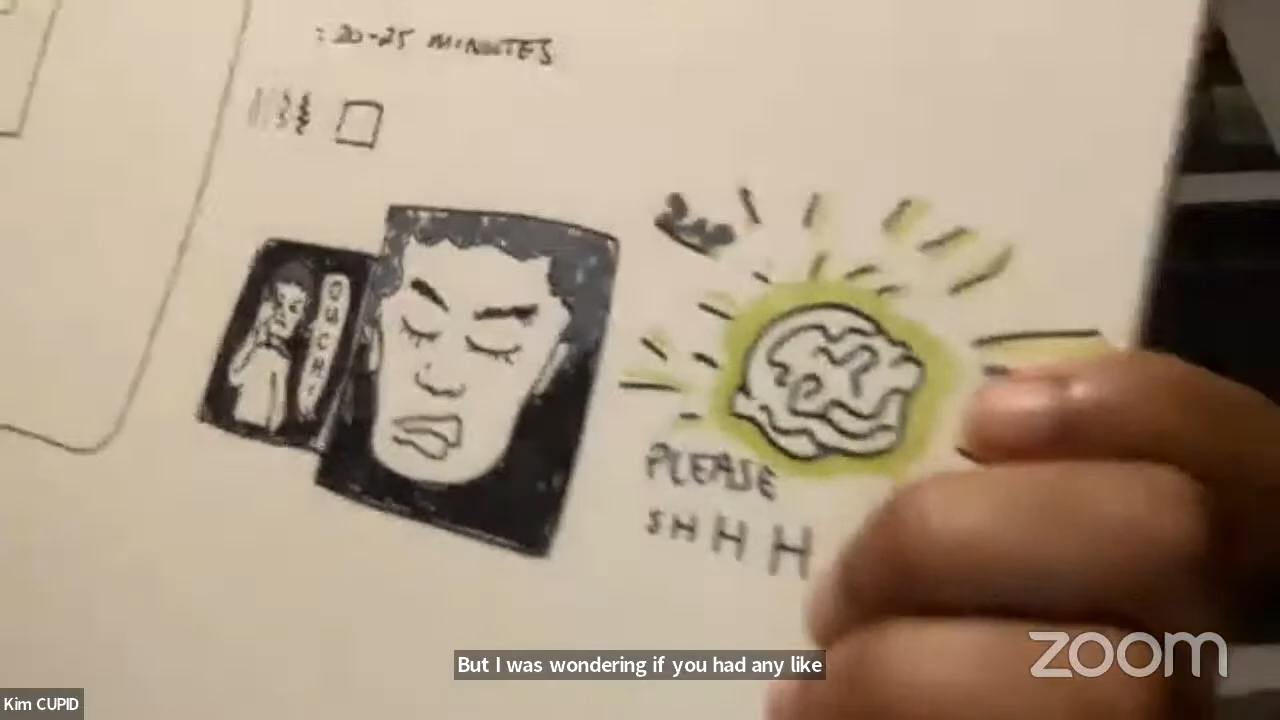 : 20-25 MINUTES
OUCH!
PLEASE
SHHH
But I was wondering if you had any like
zoom
Kim CUPID